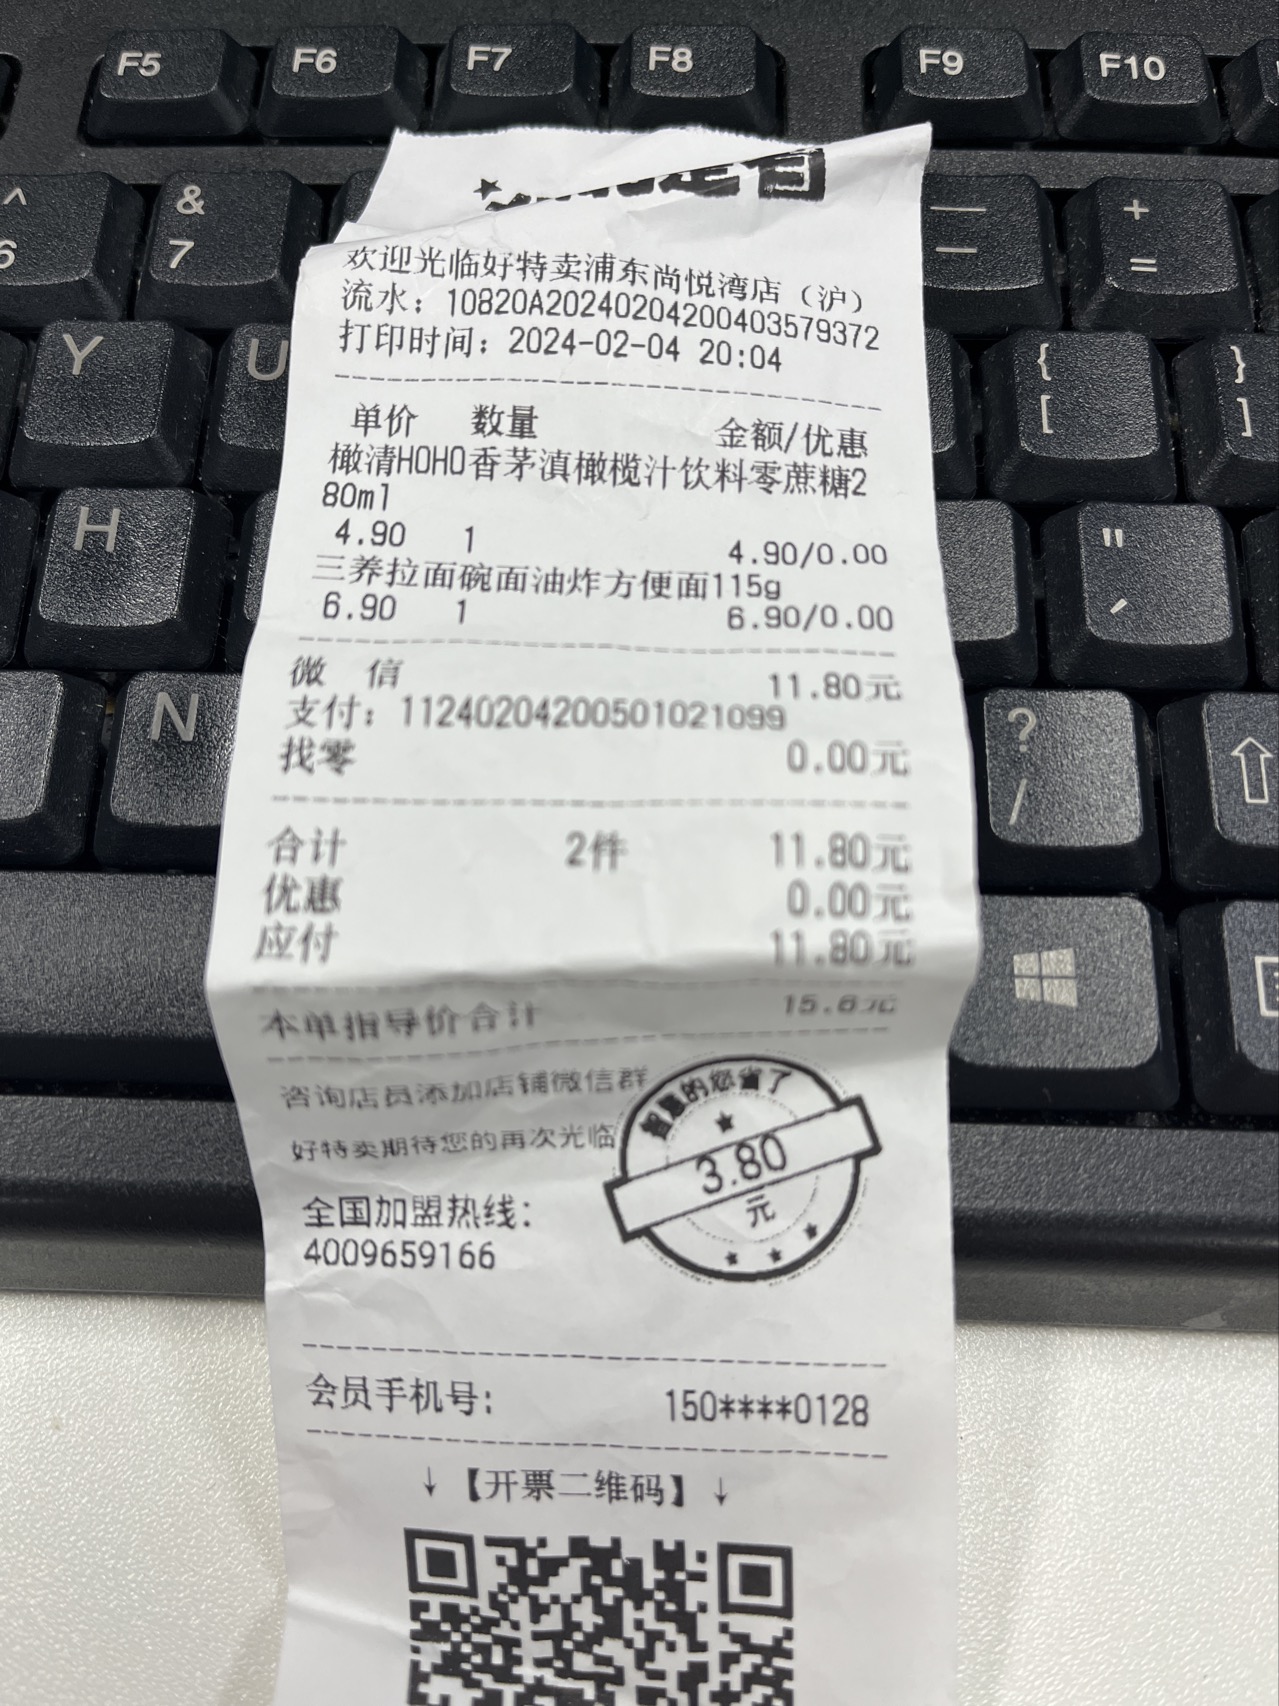 F5 F6 F7 F8 F9 F10
^ 6 & 7 — – + =
欢迎光临好特卖浦东尚悦湾店（沪）
流水：10820A20240204200403579372
打印时间：2024-02-04 20:04
Y U { [ } ]
单价 数量 金额/优惠
橄清HOHO香茅滇橄榄汁饮料零蔗糖2
80ml
4.90 1 4.90/0.00
三养拉面碗面油炸方便面115g
6.90 1 6.90/0.00
H " ,
微 信 11.80元
支付：112402042005010210​99
找零 0.00元
N ? /
合计 2件 11.80元
优惠 0.00元
应付 11.80元
本单指导价合计 15.6元
咨询店员添加店铺微信群
好特卖期待您的再次光临
智慧的您省了
3.80
元
全国加盟热线：
4009659166
会员手机号： 150****0128
↓【开票二维码】↓